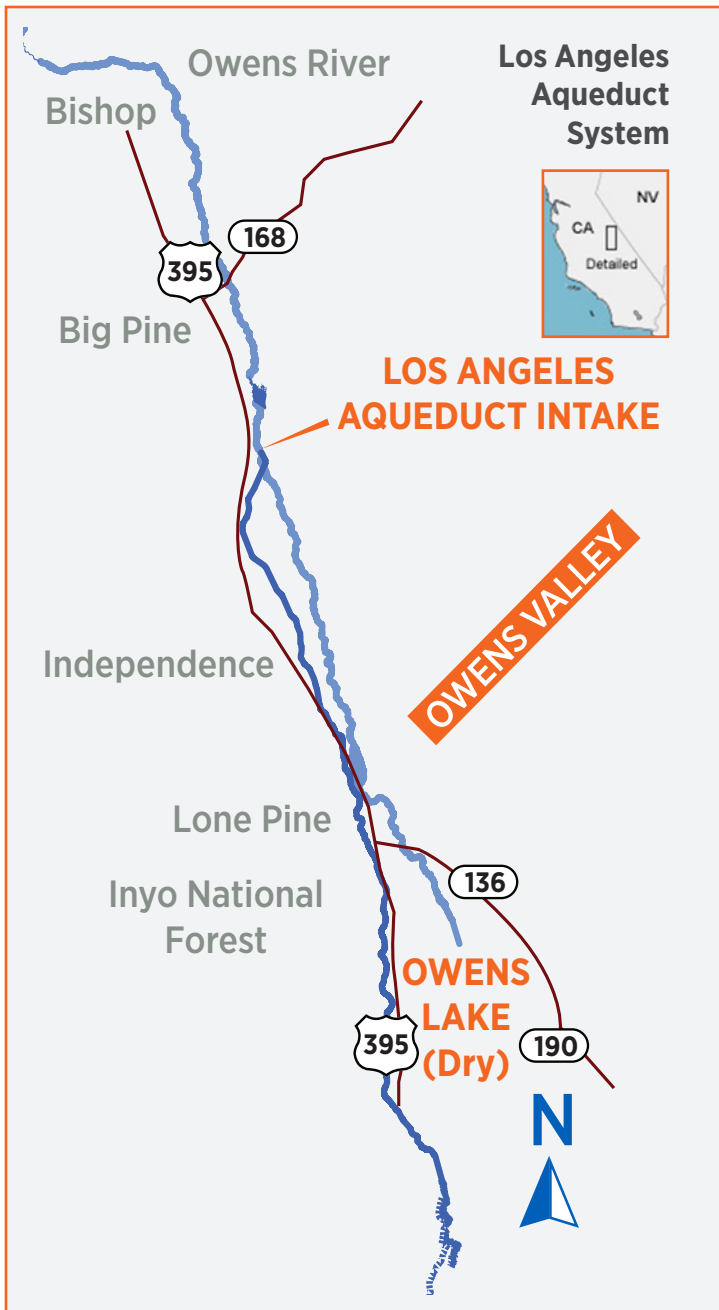 Owens River
Los Angeles
Aqueduct
System
Bishop
NV
CA
Detailed
168
395
Big Pine
LOS ANGELES
AQUEDUCT INTAKE
OWENS VALLEY
Independence
Lone Pine
136
Inyo National
Forest
OWENS
LAKE
(Dry)
395
190
N